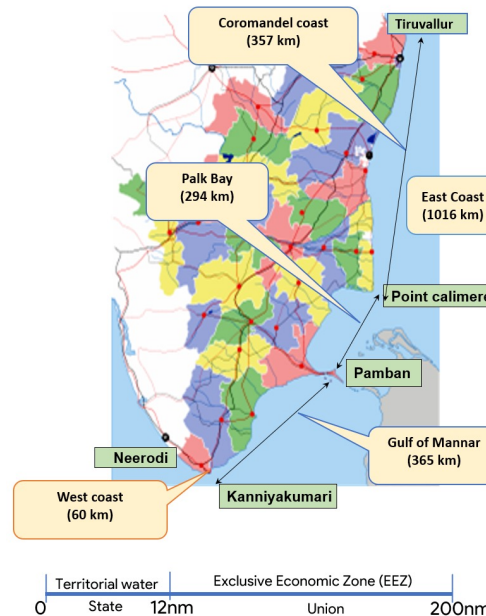 Coromandel coast
(357 km)
Tiruvallur
Palk Bay
(294 km)
East Coast
(1016 km)
Point calimere
Pamban
Gulf of Mannar
(365 km)
Neerodi
West coast
(60 km)
Kanniyakumari
Territorial water
Exclusive Economic Zone (EEZ)
0
State
12nm
Union
200nm